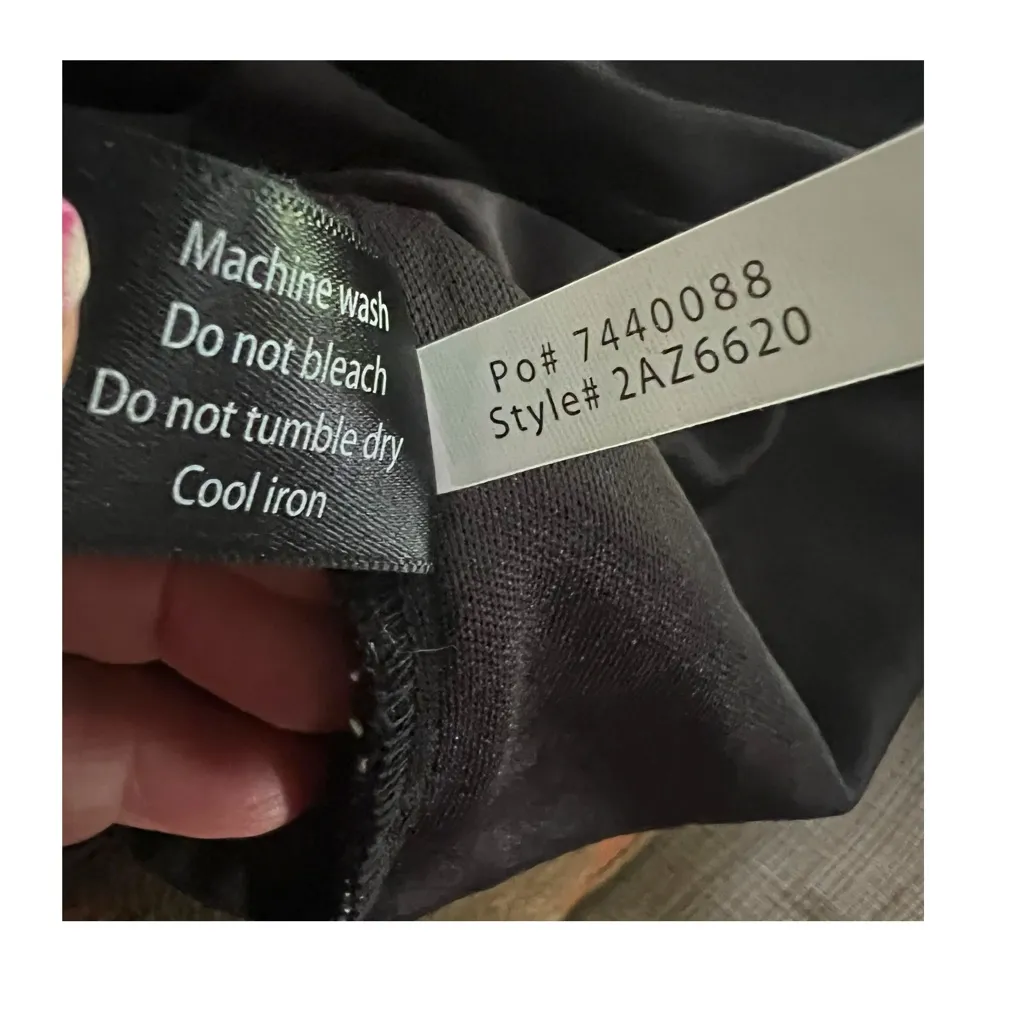 Machine wash
Do not bleach
Do not tumble dry
Cool iron
Po# 7440088
Style# 2AZ6620